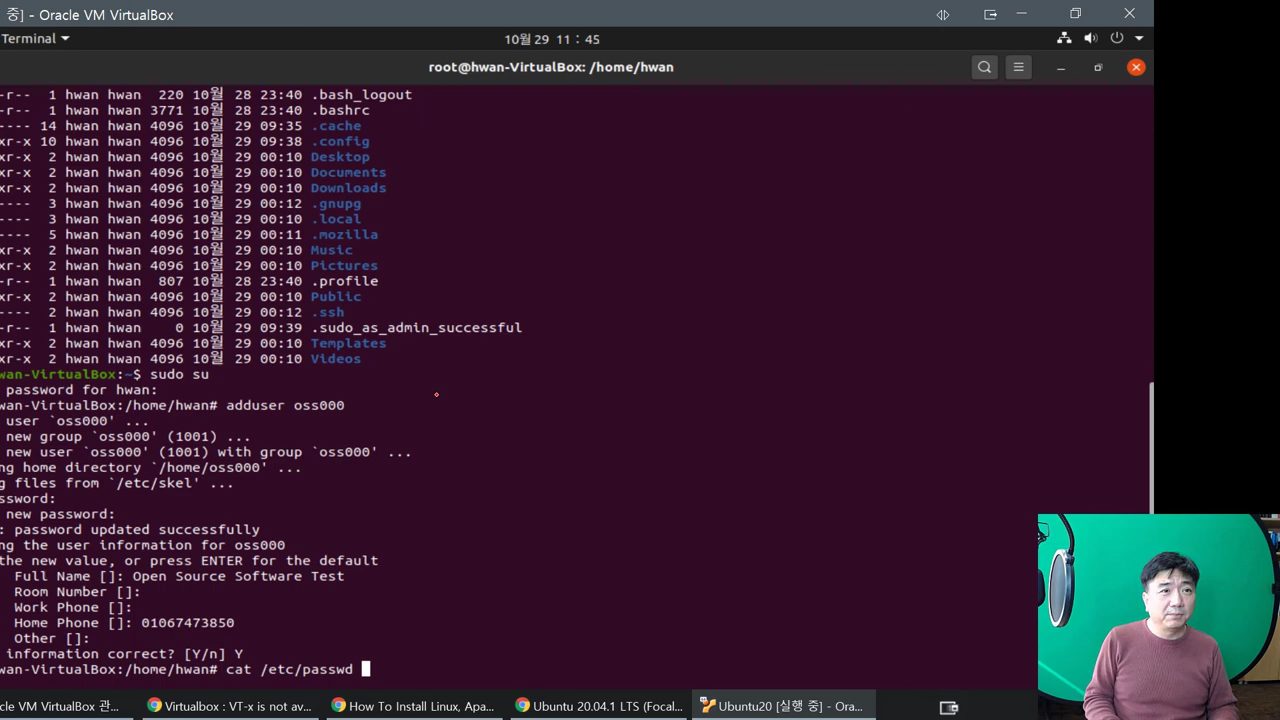 중] - Oracle VM VirtualBox
Terminal
10월 29 11 : 45
root@hwan-VirtualBox: /home/hwan
-r-- 1 hwan hwan 220 10월 28 23:40 .bash_logout
-r-- 1 hwan hwan 3771 10월 28 23:40 .bashrc
---- 14 hwan hwan 4096 10월 29 09:35 .cache
xr-x 10 hwan hwan 4096 10월 29 09:38 .config
xr-x 2 hwan hwan 4096 10월 29 00:10 Desktop
xr-x 2 hwan hwan 4096 10월 29 00:10 Documents
xr-x 2 hwan hwan 4096 10월 29 00:10 Downloads
---- 3 hwan hwan 4096 10월 29 00:12 .gnupg
---- 3 hwan hwan 4096 10월 29 00:10 .local
---- 5 hwan hwan 4096 10월 29 00:11 .mozilla
xr-x 2 hwan hwan 4096 10월 29 00:10 Music
xr-x 2 hwan hwan 4096 10월 29 00:10 Pictures
-r-- 1 hwan hwan 807 10월 28 23:40 .profile
xr-x 2 hwan hwan 4096 10월 29 00:10 Public
---- 2 hwan hwan 4096 10월 29 00:12 .ssh
-r-- 1 hwan hwan 0 10월 29 09:39 .sudo_as_admin_successful
xr-x 2 hwan hwan 4096 10월 29 00:10 Templates
xr-x 2 hwan hwan 4096 10월 29 00:10 Videos
wan-VirtualBox:~$ sudo su
password for hwan:
wan-VirtualBox:/home/hwan# adduser oss000
user `oss000' ...
new group `oss000' (1001) ...
new user `oss000' (1001) with group `oss000' ...
ng home directory `/home/oss000' ...
g files from `/etc/skel' ...
ssword:
new password:
: password updated successfully
ng the user information for oss000
the new value, or press ENTER for the default
Full Name []: Open Source Software Test
Room Number []:
Work Phone []:
Home Phone []: 01067473850
Other []:
information correct? [Y/n] Y
wan-VirtualBox:/home/hwan# cat /etc/passwd
cle VM VirtualBox 관...
Virtualbox : VT-x is not av...
How To Install Linux, Apa...
Ubuntu 20.04.1 LTS (Focal...
Ubuntu20 [실행 중] - Ora...